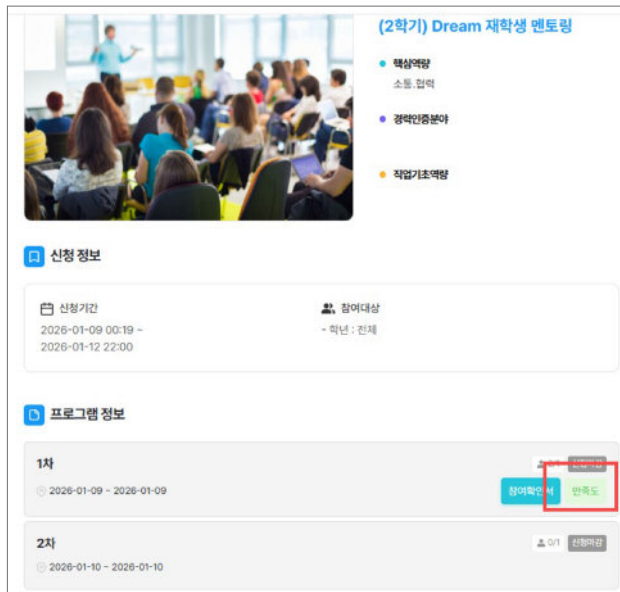 (2학기) Dream 재학생 멘토링
핵심역량
소통.협력
경력인증분야
직업기초역량
신청 정보
신청기간
2026-01-09 00:19 ~
2026-01-12 22:00
참여대상
- 학년 : 전체
프로그램 정보
1차
신청마감
2026-01-09 ~ 2026-01-09
참여확인서
만족도
2차
0/1
신청마감
2026-01-10 ~ 2026-01-10